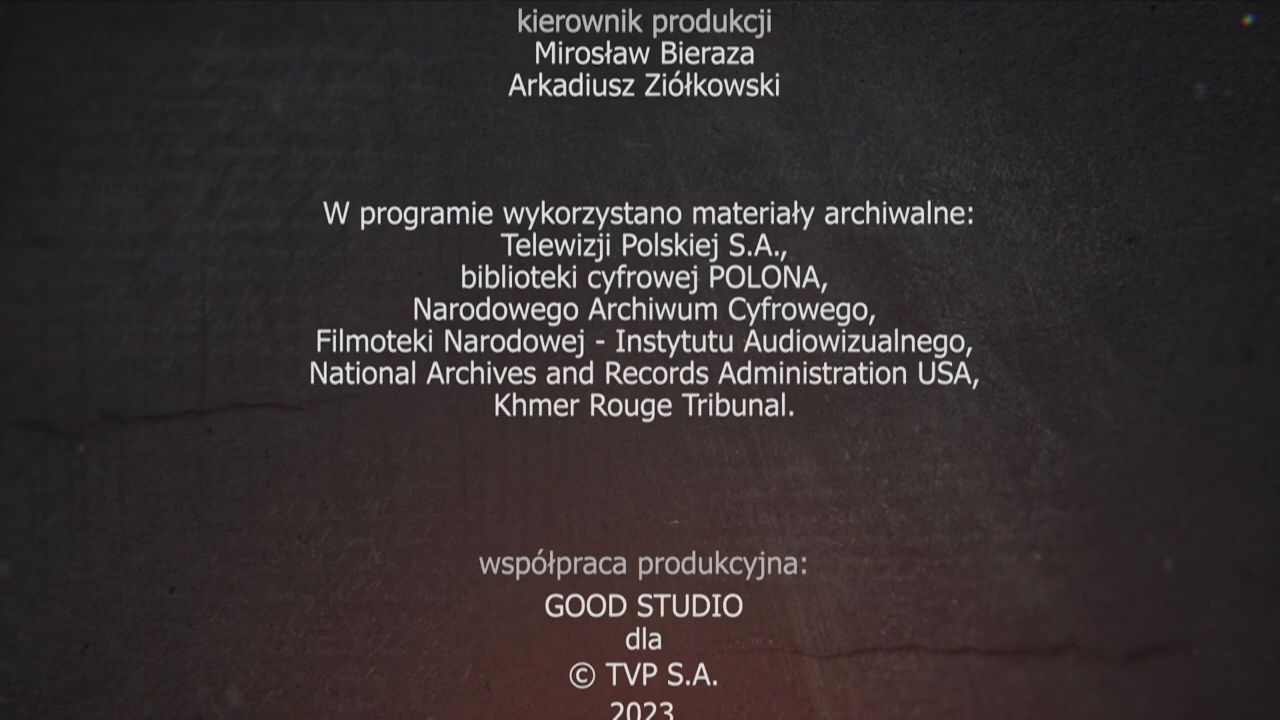 kierownik produkcji
Mirosław Bieraza
Arkadiusz Ziółkowski
W programie wykorzystano materiały archiwalne:
Telewizji Polskiej S.A.,
biblioteki cyfrowej POLONA,
Narodowego Archiwum Cyfrowego,
Filmoteki Narodowej - Instytutu Audiowizualnego,
National Archives and Records Administration USA,
Khmer Rouge Tribunal.
współpraca produkcyjna:
GOOD STUDIO
dla
© TVP S.A.
2023